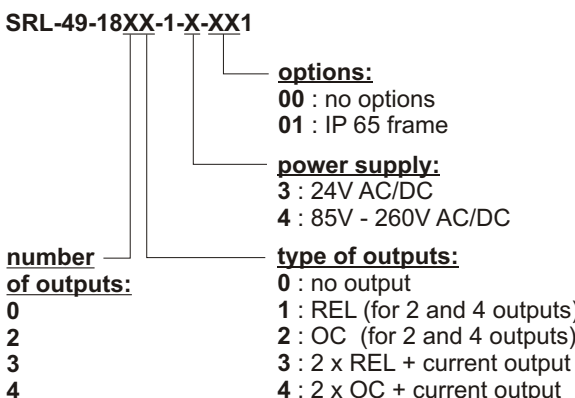 SRL-49-18XX-1-X-XX1
options:
00 : no options
01 : IP 65 frame
power supply:
3 : 24V AC/DC
4 : 85V - 260V AC/DC
number
of outputs:
0
2
3
4
type of outputs:
0 : no output
1 : REL (for 2 and 4 outputs)
2 : OC (for 2 and 4 outputs)
3 : 2 x REL + current output
4 : 2 x OC + current output